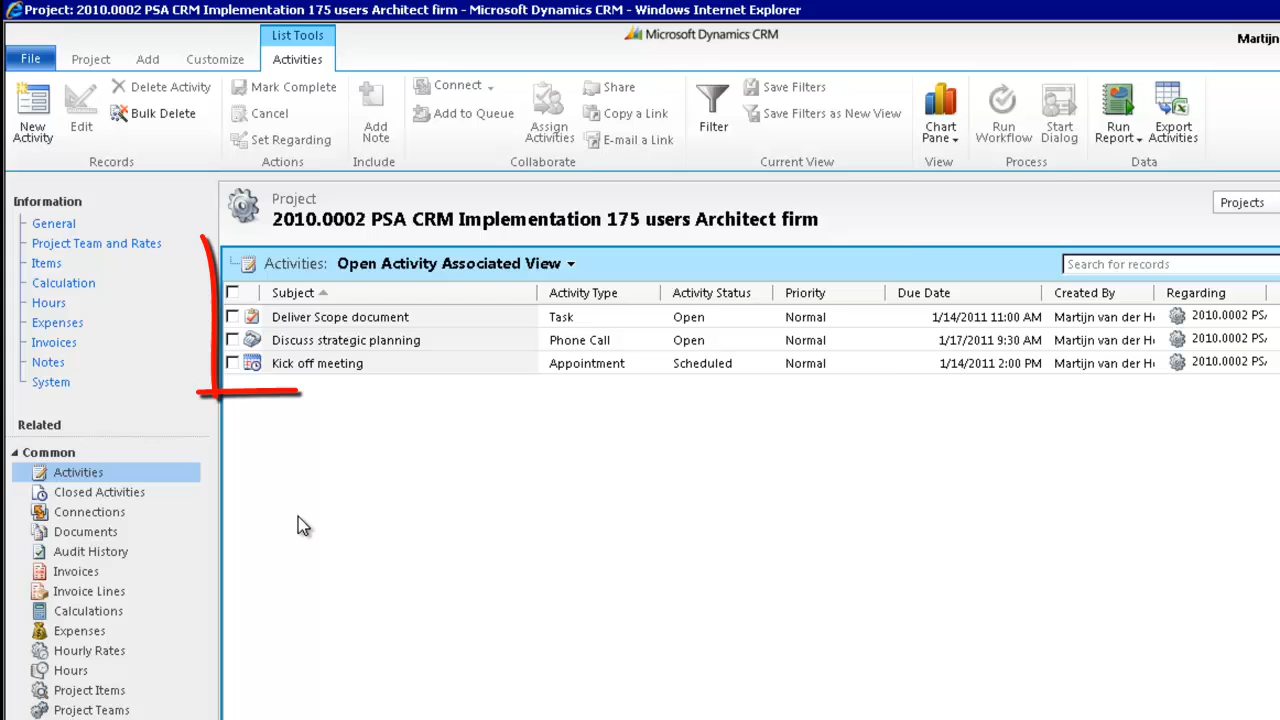 Project: 2010.0002 PSA CRM Implementation 175 users Architect firm - Microsoft Dynamics CRM - Windows Internet Explorer
List Tools
Microsoft Dynamics CRM
Martijn
File
Project
Add
Customize
Activities
New Activity
Edit
Delete Activity
Bulk Delete
Records
Mark Complete
Cancel
Set Regarding
Actions
Add Note
Include
Connect
Add to Queue
Assign Activities
Share
Copy a Link
E-mail a Link
Collaborate
Filter
Save Filters
Save Filters as New View
Current View
Chart Pane
View
Run Workflow
Start Dialog
Process
Run Report
Export Activities
Data
Information
General
Project Team and Rates
Items
Calculation
Hours
Expenses
Invoices
Notes
System
Related
Common
Activities
Closed Activities
Connections
Documents
Audit History
Invoices
Invoice Lines
Calculations
Expenses
Hourly Rates
Hours
Project Items
Project Teams
Project
2010.0002 PSA CRM Implementation 175 users Architect firm
Projects
Activities: Open Activity Associated View
Search for records
Subject Activity Type Activity Status Priority Due Date Created By Regarding
Deliver Scope document Task Open Normal 1/14/2011 11:00 AM Martijn van der 2010.0002
Discuss strategic planning Phone Call Open Normal 1/17/2011 9:30 AM Martijn van der 2010.0002
Kick off meeting Appointment Scheduled Normal 1/14/2011 2:00 PM Martijn van der 2010.0002